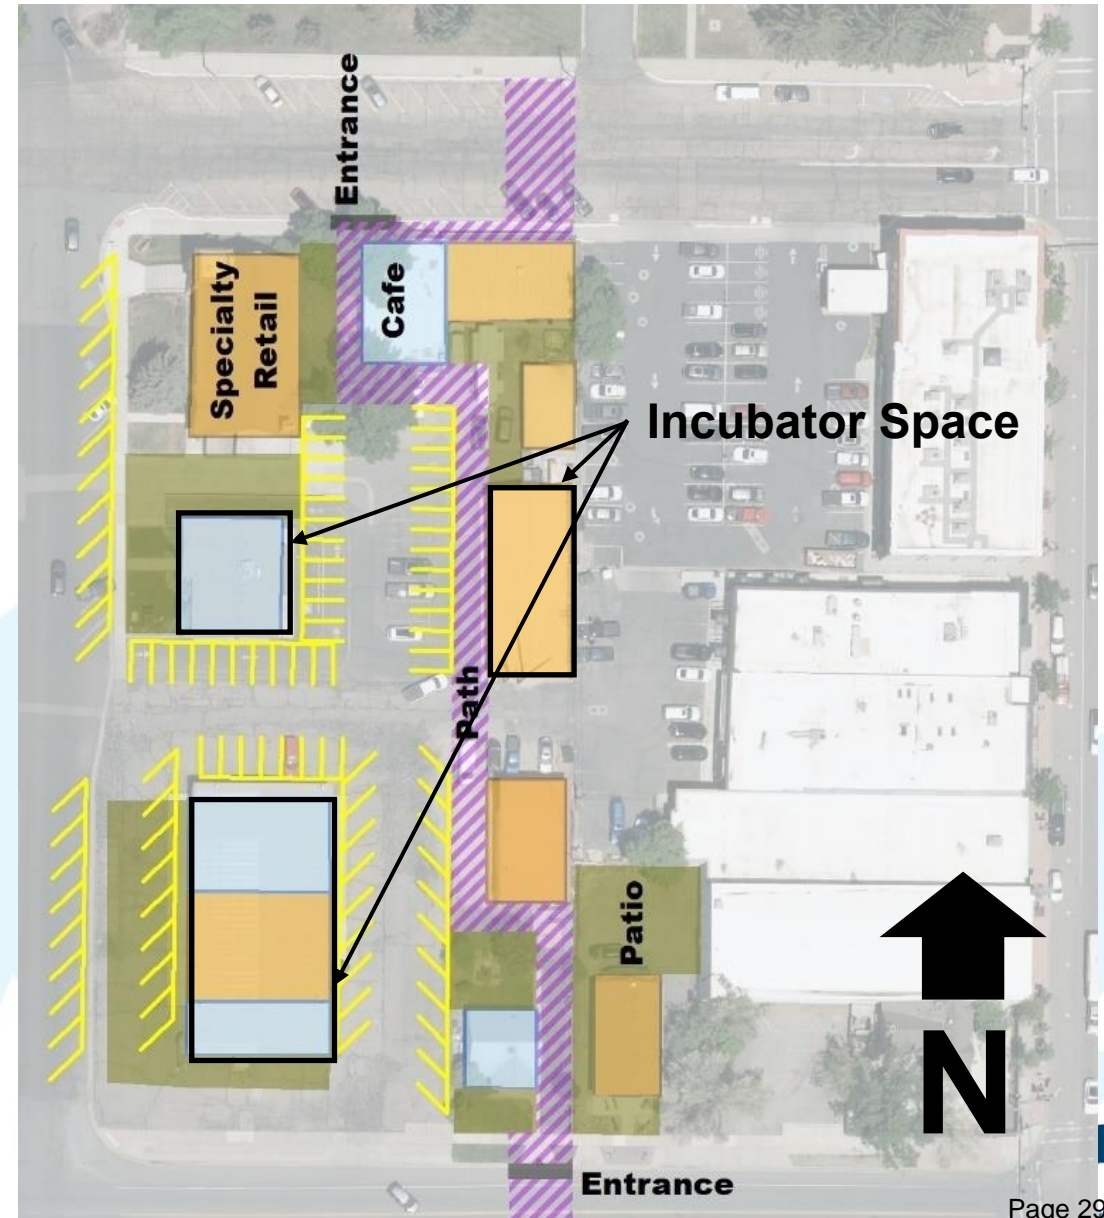 Entrance
Specialty
Retail
Cafe
Incubator Space
Path
Patio
N
Entrance
Page 29